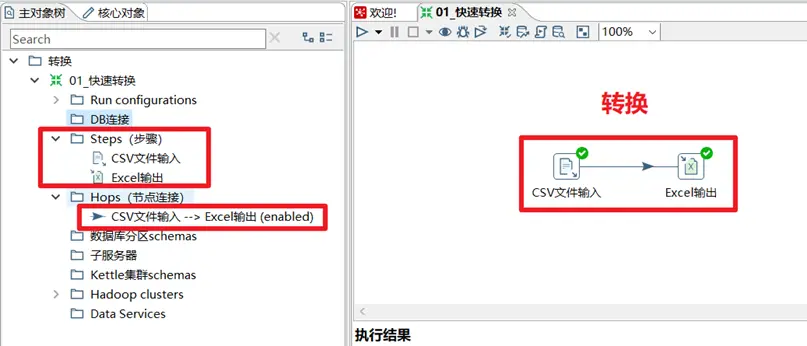 主对象树
核心对象
Search
转换
01_快速转换
Run configurations
DB连接
Steps（步骤）
CSV文件输入
Excel输出
Hops（节点连接）
CSV文件输入 --> Excel输出 (enabled)
数据库分区schemas
子服务器
Kettle集群schemas
Hadoop clusters
Data Services
欢迎!
01_快速转换
100%
转换
CSV文件输入
Excel输出
执行结果